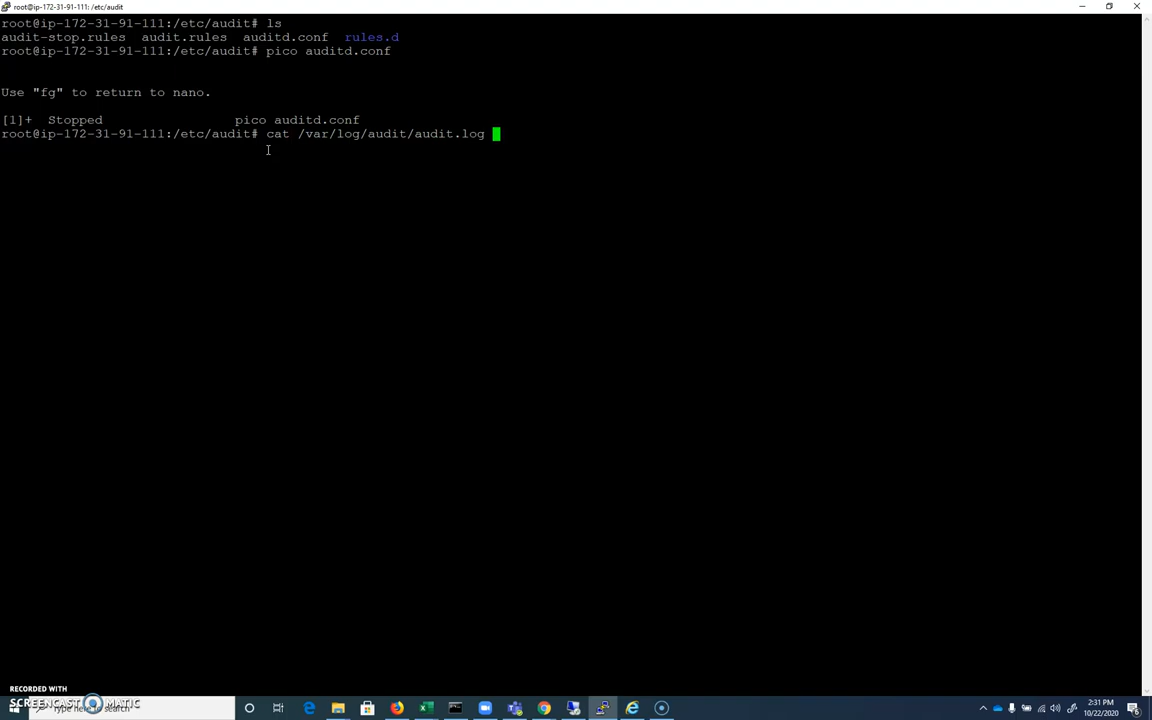 root@ip-172-31-91-111: /etc/audit
root@ip-172-31-91-111:/etc/audit# ls
audit-stop.rules  audit.rules  auditd.conf  rules.d
root@ip-172-31-91-111:/etc/audit# pico auditd.conf
Use "fg" to return to nano.
[1]+  Stopped                 pico auditd.conf
root@ip-172-31-91-111:/etc/audit# cat /var/log/audit/audit.log
RECORDED WITH
SCREENCAST MATIC
Type here to search
2:31 PM
10/22/2020